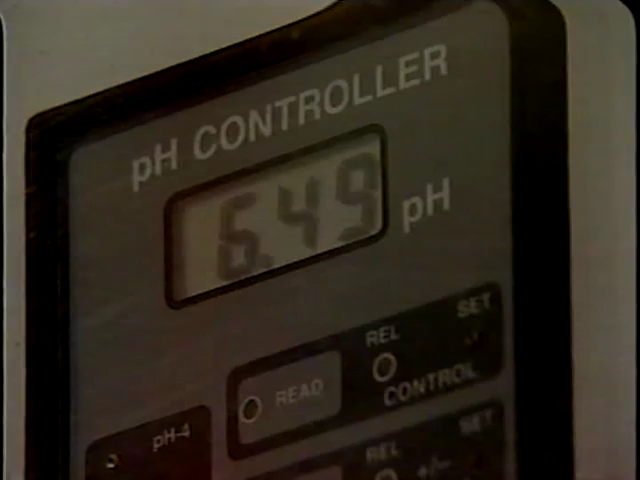 pH CONTROLLER
6.49 pH
REL SET
READ
CONTROL
pH-4
REL SET
+/-